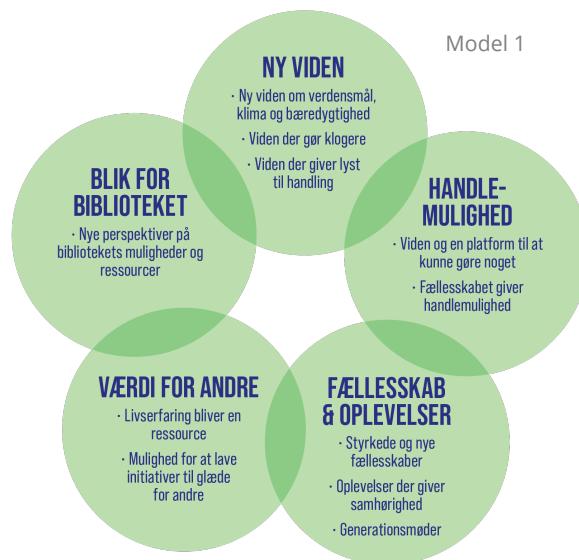 Model 1
NY VIDEN
· Ny viden om verdensmål,
klima og bæredygtighed
· Viden der gør klogere
· Viden der giver lyst
til handling
HANDLE-
MULIGHED
· Viden og en platform til at
kunne gøre noget
· Fællesskabet giver
handlemulighed
FÆLLESSKAB
& OPLEVELSER
· Styrkede og nye
fællesskaber
· Oplevelser der giver
samhørighed
· Generationsmøder
VÆRDI FOR ANDRE
· Livserfaring bliver en
ressource
· Mulighed for at lave
initiativer til glæde
for andre
BLIK FOR
BIBLIOTEKET
· Nye perspektiver på
bibliotekets muligheder og
ressourcer